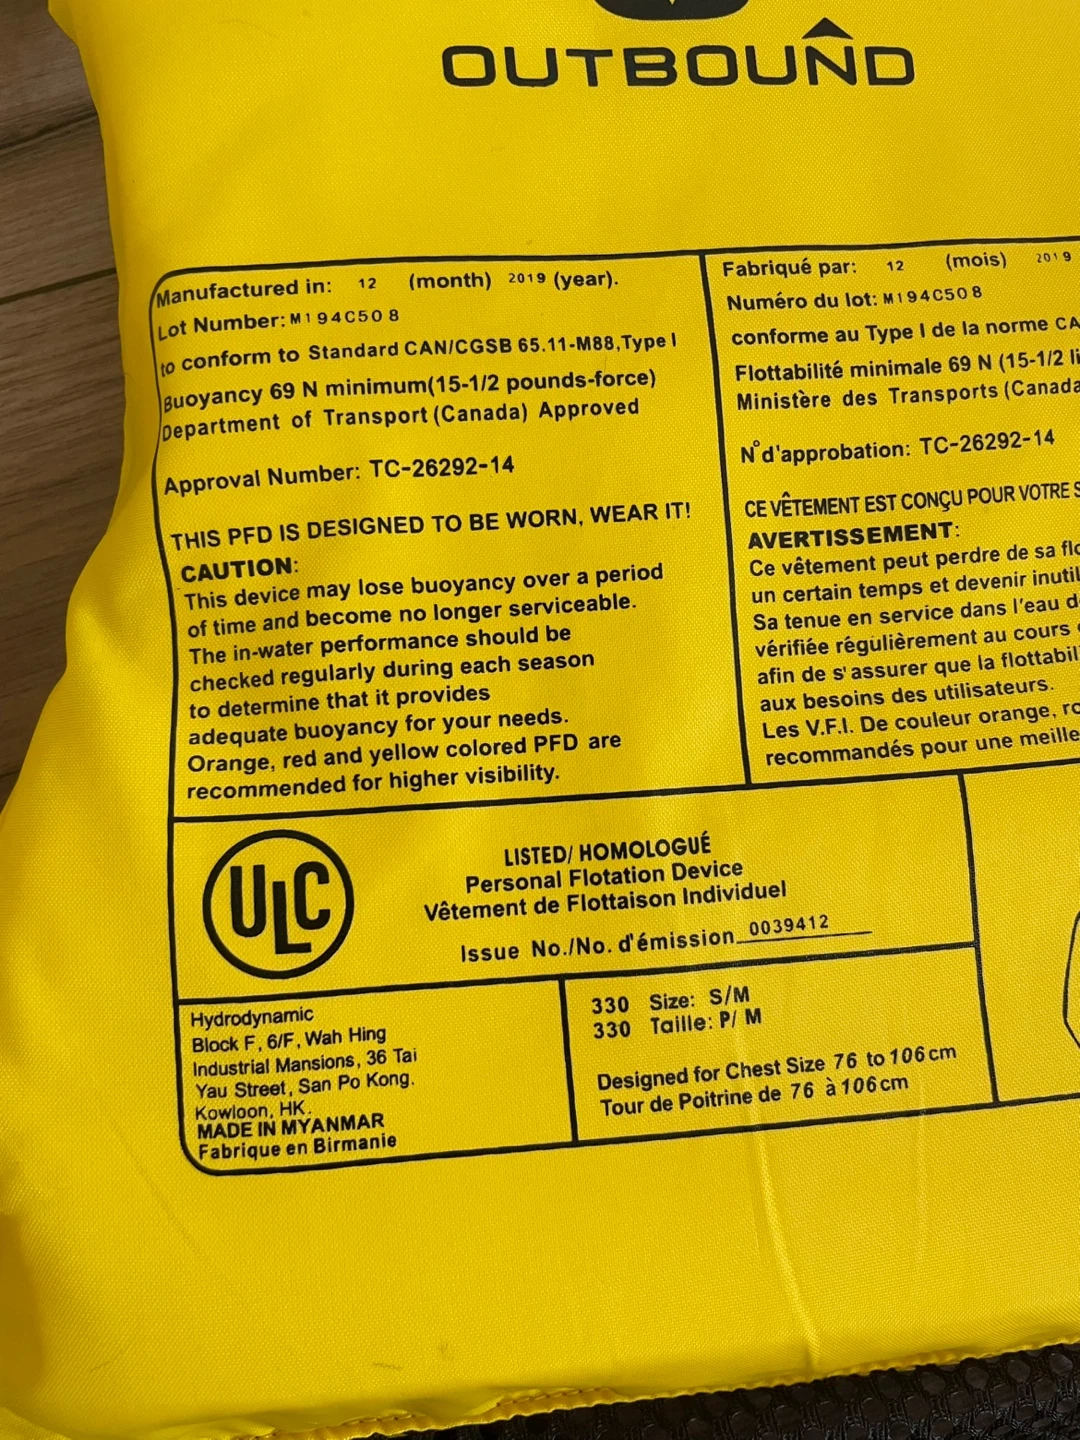 OUTBOUND
Manufactured in: 12 (month) 2019 (year).
Lot Number: M194C508
to conform to Standard CAN/CGSB 65.11-M88,Type I
Buoyancy 69 N minimum(15-1/2 pounds-force)
Department of Transport (Canada) Approved
Approval Number: TC-26292-14
THIS PFD IS DESIGNED TO BE WORN, WEAR IT!
CAUTION:
This device may lose buoyancy over a period
of time and become no longer serviceable.
The in-water performance should be
checked regularly during each season
to determine that it provides
adequate buoyancy for your needs.
Orange, red and yellow colored PFD are
recommended for higher visibility.
Fabriqué par: 12 (mois) 2019
Numéro du lot: M194C508
conforme au Type I de la norme
Flottabilité minimale 69 N (15-1/2
Ministère des Transports (Canada
N° d'approbation: TC-26292-14
CE VÊTEMENT EST CONÇU POUR VOTRE
AVERTISSEMENT:
Ce vêtement peut perdre de sa
un certain temps et devenir
Sa tenue en service dans l'eau
vérifiée régulièrement au cours
afin de s'assurer que la
aux besoins des utilisateurs.
Les V.F.I. De couleur orange,
recommandés pour une
ULC
LISTED/ HOMOLOGUÉ
Personal Flotation Device
Vêtement de Flottaison Individuel
Issue No./No. d'émission 0039412
Hydrodynamic
Block F, 6/F, Wah Hing
Industrial Mansions, 36 Tai
Yau Street, San Po Kong.
Kowloon, HK.
MADE IN MYANMAR
Fabrique en Birmanie
330 Size: S/M
330 Taille: P/ M
Designed for Chest Size 76 to 106cm
Tour de Poitrine de 76 à 106cm